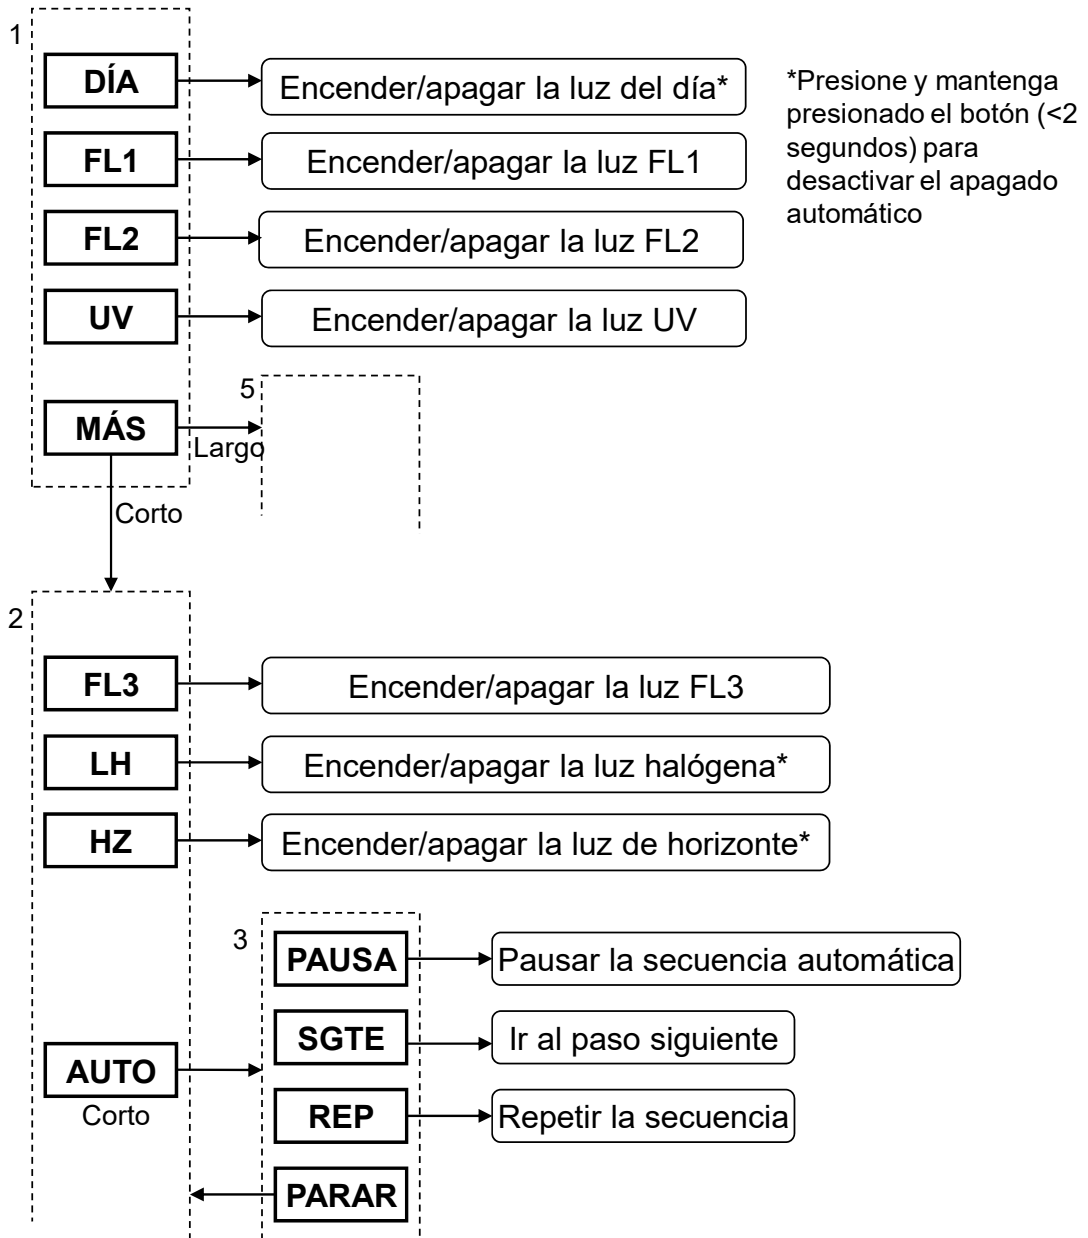 1
DÍA
Encender/apagar la luz del día*
*Presione y mantenga
presionado el botón (<2
segundos) para
desactivar el apagado
automático
FL1
Encender/apagar la luz FL1
FL2
Encender/apagar la luz FL2
UV
Encender/apagar la luz UV
5
MÁS
Largo
Corto
2
FL3
Encender/apagar la luz FL3
LH
Encender/apagar la luz halógena*
HZ
Encender/apagar la luz de horizonte*
3
PAUSA
Pausar la secuencia automática
SGTE
Ir al paso siguiente
AUTO
Corto
REP
Repetir la secuencia
PARAR